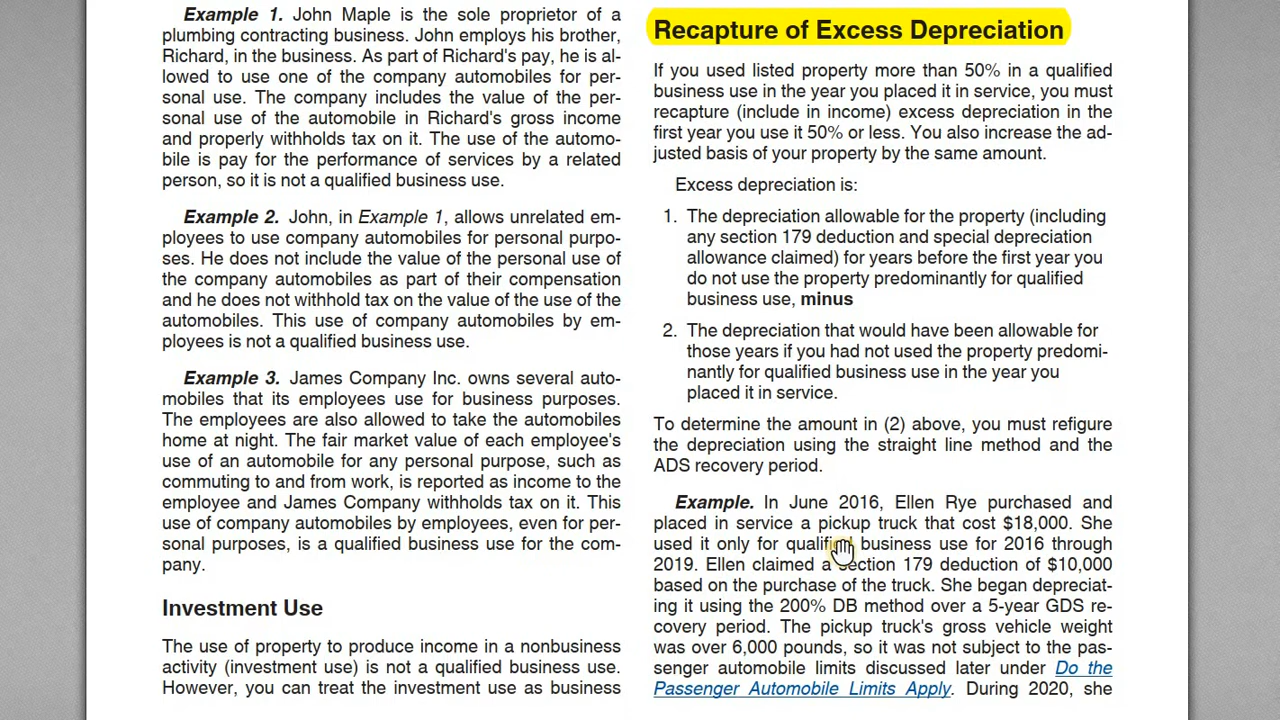 Example 1. John Maple is the sole proprietor of a
plumbing contracting business. John employs his brother,
Richard, in the business. As part of Richard's pay, he is al-
lowed to use one of the company automobiles for per-
sonal use. The company includes the value of the per-
sonal use of the automobile in Richard's gross income
and properly withholds tax on it. The use of the automo-
bile is pay for the performance of services by a related
person, so it is not a qualified business use.
Example 2. John, in Example 1, allows unrelated em-
ployees to use company automobiles for personal purpo-
ses. He does not include the value of the personal use of
the company automobiles as part of their compensation
and he does not withhold tax on the value of the use of the
automobiles. This use of company automobiles by em-
ployees is not a qualified business use.
Example 3. James Company Inc. owns several auto-
mobiles that its employees use for business purposes.
The employees are also allowed to take the automobiles
home at night. The fair market value of each employee's
use of an automobile for any personal purpose, such as
commuting to and from work, is reported as income to the
employee and James Company withholds tax on it. This
use of company automobiles by employees, even for per-
sonal purposes, is a qualified business use for the com-
pany.
Investment Use
The use of property to produce income in a nonbusiness
activity (investment use) is not a qualified business use.
However, you can treat the investment use as business
Recapture of Excess Depreciation
If you used listed property more than 50% in a qualified
business use in the year you placed it in service, you must
recapture (include in income) excess depreciation in the
first year you use it 50% or less. You also increase the ad-
justed basis of your property by the same amount.
Excess depreciation is:
1. The depreciation allowable for the property (including
any section 179 deduction and special depreciation
allowance claimed) for years before the first year you
do not use the property predominantly for qualified
business use, minus
2. The depreciation that would have been allowable for
those years if you had not used the property predomi-
nantly for qualified business use in the year you
placed it in service.
To determine the amount in (2) above, you must refigure
the depreciation using the straight line method and the
ADS recovery period.
Example. In June 2016, Ellen Rye purchased and
placed in service a pickup truck that cost $18,000. She
used it only for qualified business use for 2016 through
2019. Ellen claimed a section 179 deduction of $10,000
based on the purchase of the truck. She began depreciat-
ing it using the 200% DB method over a 5-year GDS re-
covery period. The pickup truck's gross vehicle weight
was over 6,000 pounds, so it was not subject to the pas-
senger automobile limits discussed later under Do the
Passenger Automobile Limits Apply. During 2020, she